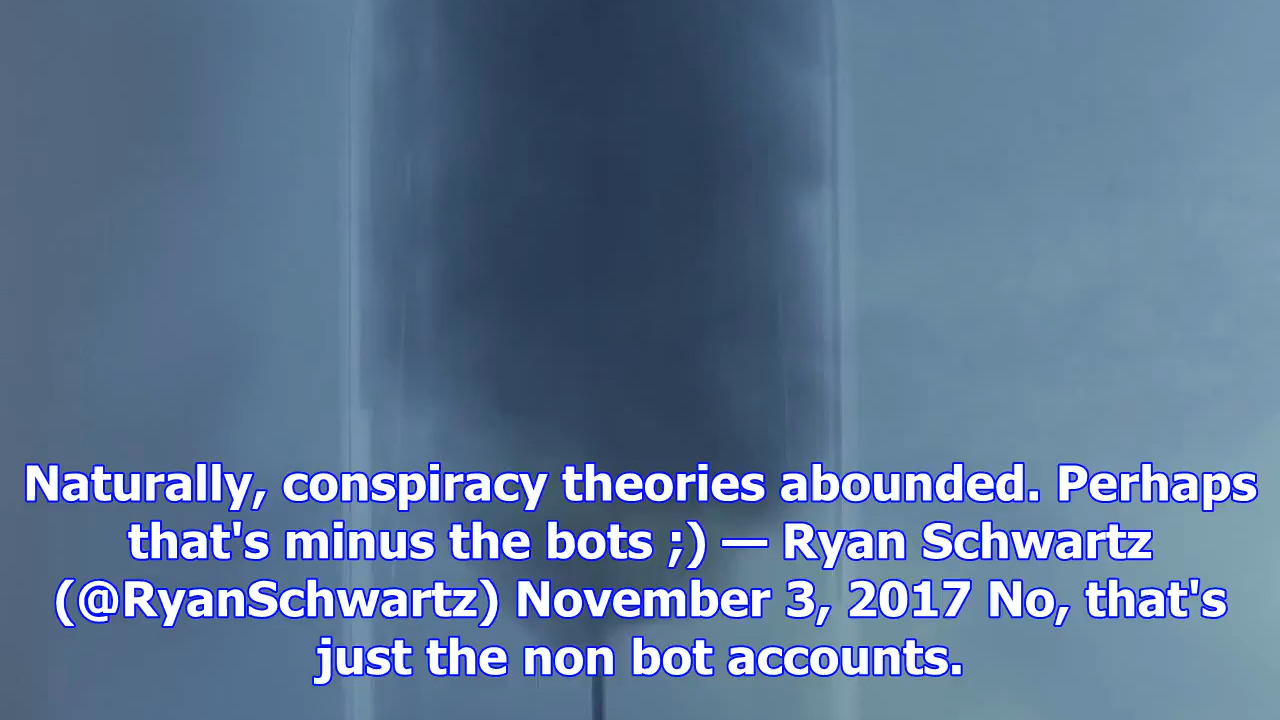 Naturally, conspiracy theories abounded. Perhaps
that's minus the bots ;) — Ryan Schwartz
(@RyanSchwartz) November 3, 2017 No, that's
just the non bot accounts.